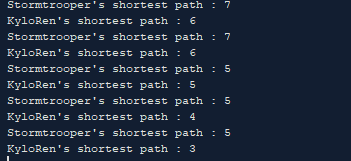 Stormtrooper's shortest path : 7
KyloRen's shortest path : 6
Stormtrooper's shortest path : 7
KyloRen's shortest path : 6
Stormtrooper's shortest path : 5
KyloRen's shortest path : 5
Stormtrooper's shortest path : 5
KyloRen's shortest path : 4
Stormtrooper's shortest path : 5
KyloRen's shortest path : 3